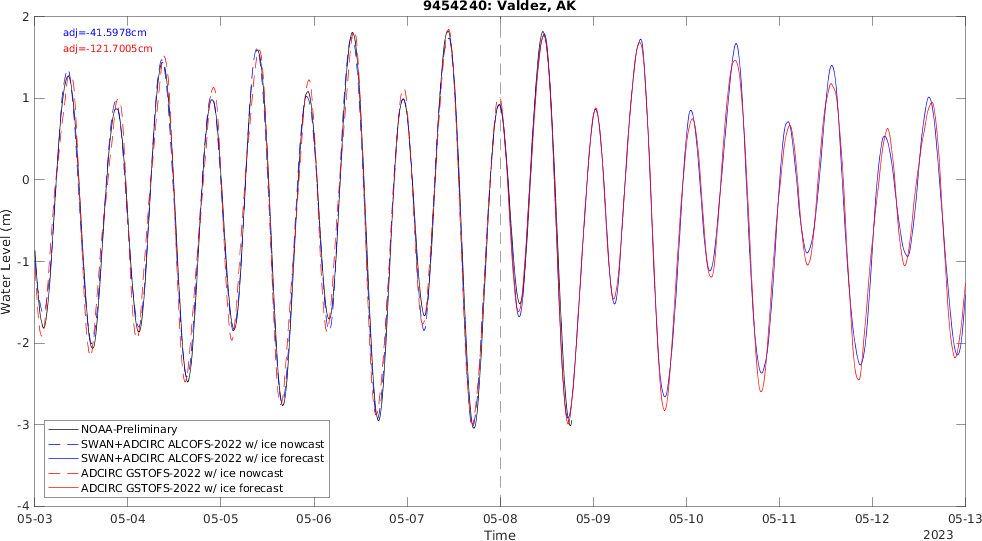 9454240: Valdez, AK
adj=-41.5978cm
adj=-121.7005cm
2
1
0
-1
-2
-3
-4
Water Level (m)
NOAA-Preliminary
SWAN+ADCIRC ALCOFS-2022 w/ ice nowcast
SWAN+ADCIRC ALCOFS-2022 w/ ice forecast
ADCIRC GSTOFS-2022 w/ ice nowcast
ADCIRC GSTOFS-2022 w/ ice forecast
05-03 05-04 05-05 05-06 05-07 05-08 05-09 05-10 05-11 05-12 05-13
Time
2023